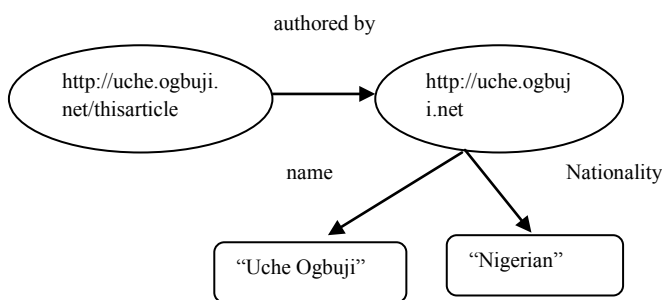 authored by
http://uche.ogbuji.
net/thisarticle
http://uche.ogbuj
i.net
name
Nationality
“Uche Ogbuji”
“Nigerian”